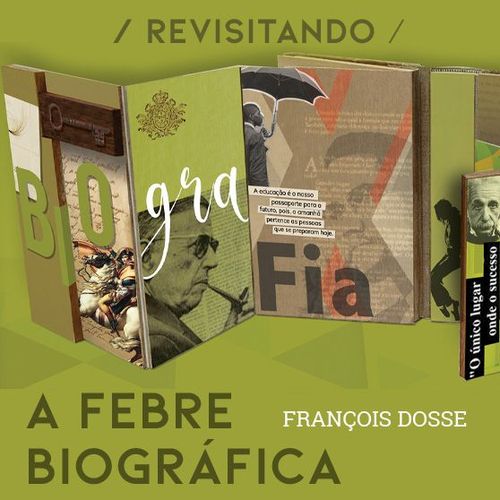 / REVISITANDO /
BIO
gra
Fia
A educação é o nosso
passaporte para o
futuro, pois, o amanhã
pertence as pessoas
que se preparam hoje.
"O único lugar
onde o sucesso
A FEBRE
BIOGRÁFICA
FRANÇOIS DOSSE